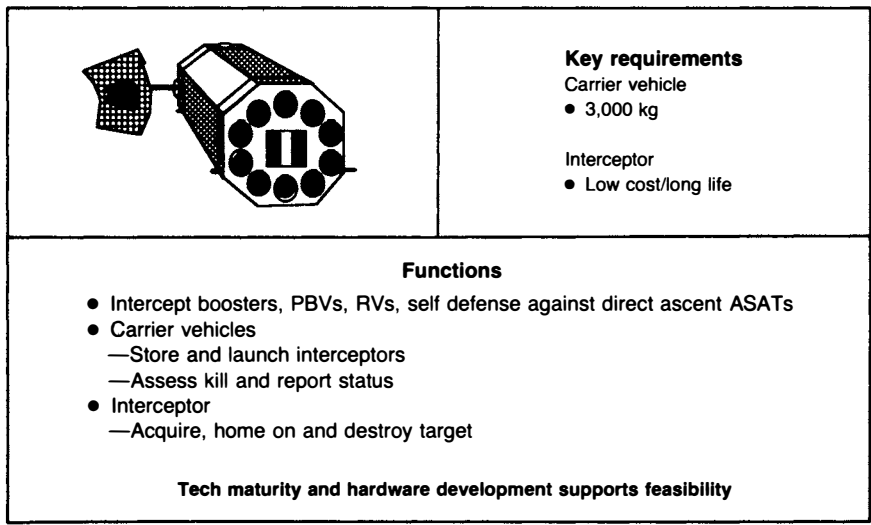 Key requirements
Carrier vehicle
● 3,000 kg
Interceptor
● Low cost/long life
Functions
● Intercept boosters, PBVs, RVs, self defense against direct ascent ASATs
● Carrier vehicles
—Store and launch interceptors
—Assess kill and report status
● Interceptor
—Acquire, home on and destroy target
Tech maturity and hardware development supports feasibility